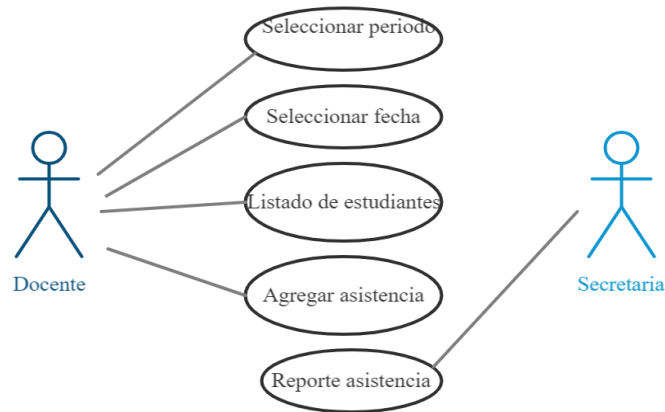 Seleccionar periodo
Seleccionar fecha
Listado de estudiantes
Docente
Secretaria
Agregar asistencia
Reporte asistencia